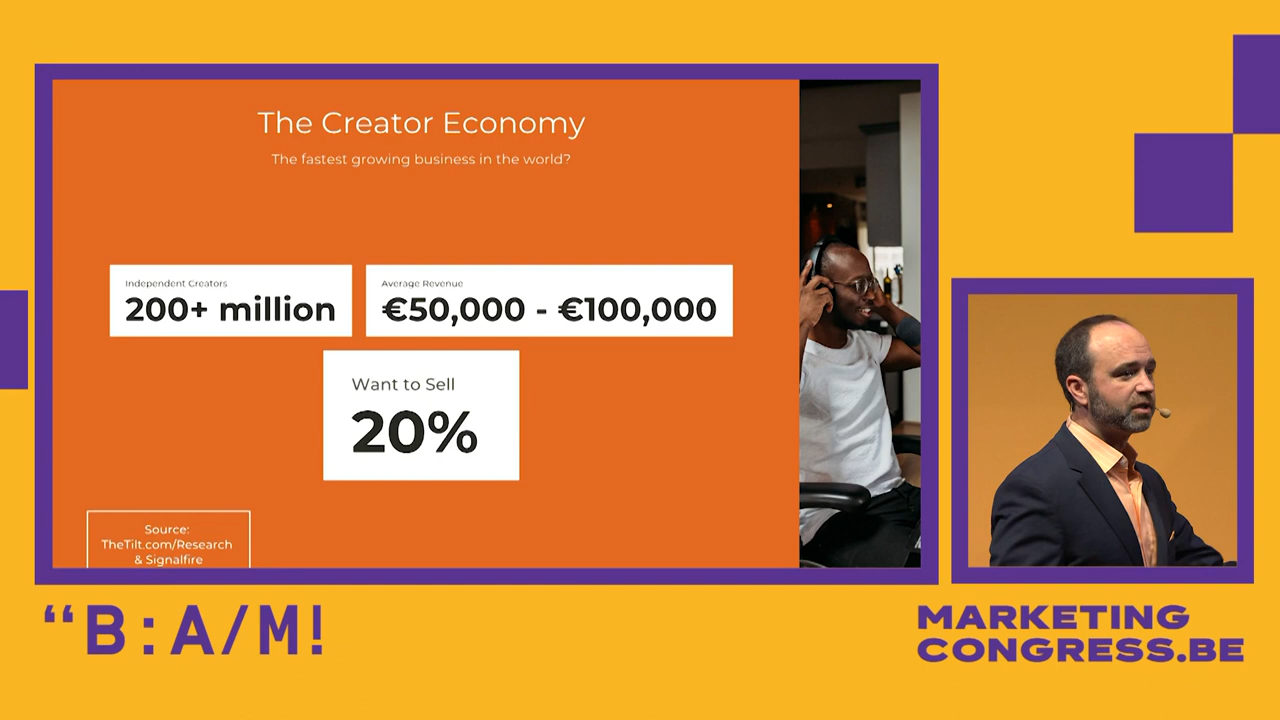 The Creator Economy
The fastest growing business in the world?
Independent Creators
200+ million
Average Revenue
€50,000 - €100,000
Want to Sell
20%
Source:
TheTilt.com/Research
& Signalfire
“B:A/M!
MARKETING
CONGRESS.BE